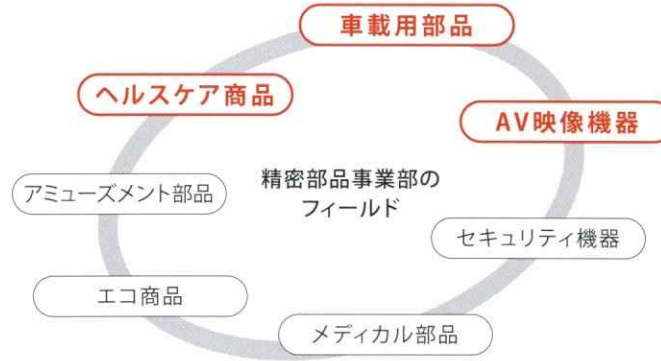 車載用部品
ヘルスケア商品
AV映像機器
アミューズメント部品
精密部品事業部の
フィールド
セキュリティ機器
エコ商品
メディカル部品